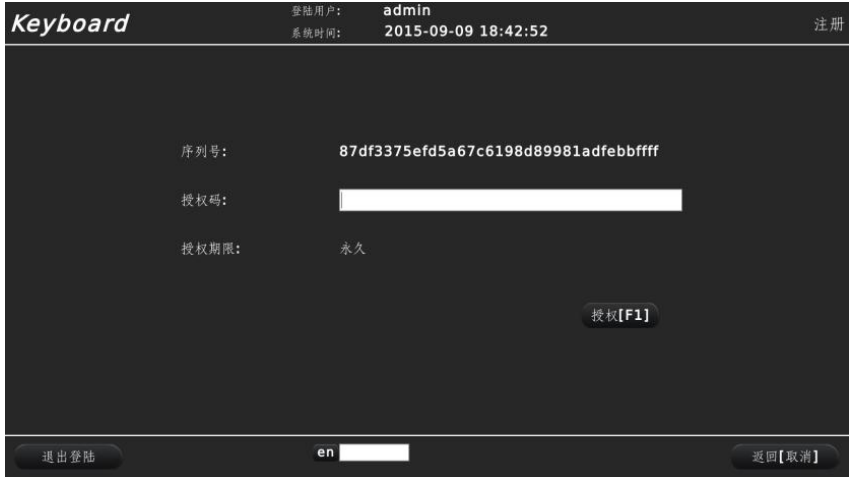 Keyboard
登陆用户: admin
系统时间: 2015-09-09 18:42:52
注册
序列号: 87df3375efd5a67c6198d89981adfebbffff
授权码:
授权期限: 永久
授权[F1]
退出登陆
en
返回[取消]